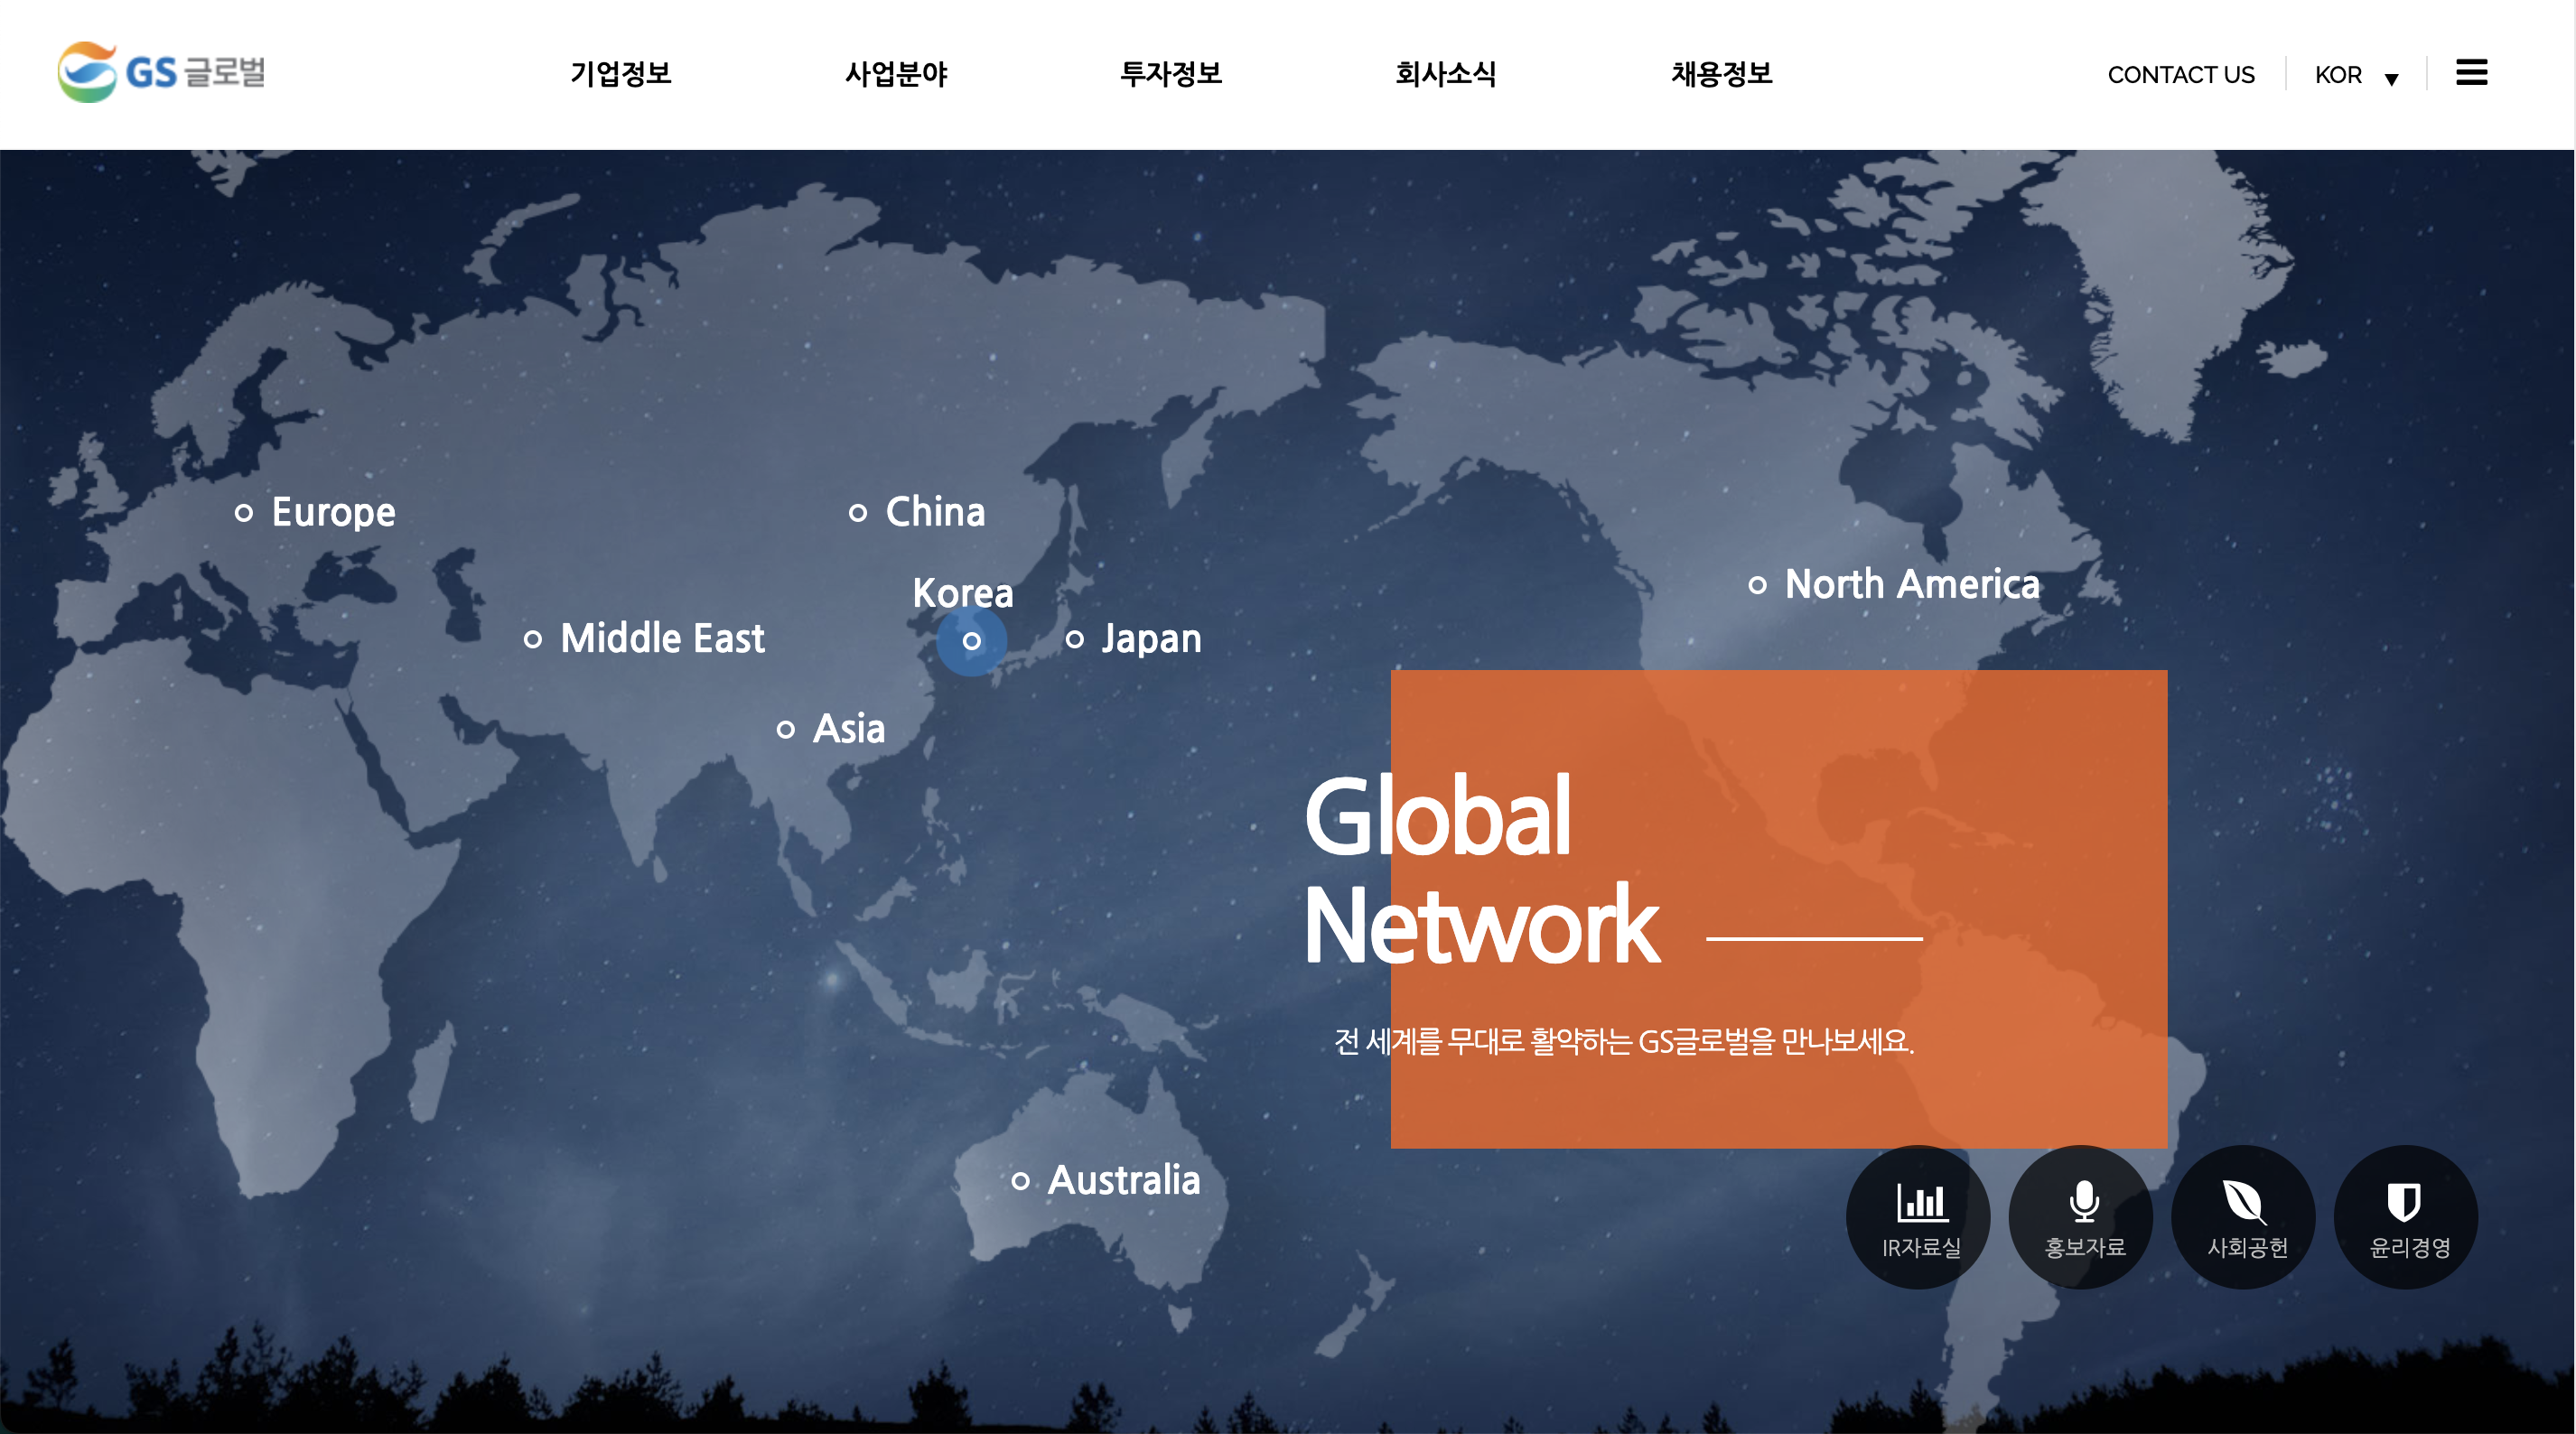 GS 글로벌
기업정보
사업분야
투자정보
회사소식
채용정보
CONTACT US
KOR
Europe
China
Korea
North America
Middle East
Japan
Asia
Global
Network
전 세계를 무대로 활약하는 GS글로벌을 만나보세요.
Australia
IR자료실
홍보자료
사회공헌
윤리경영